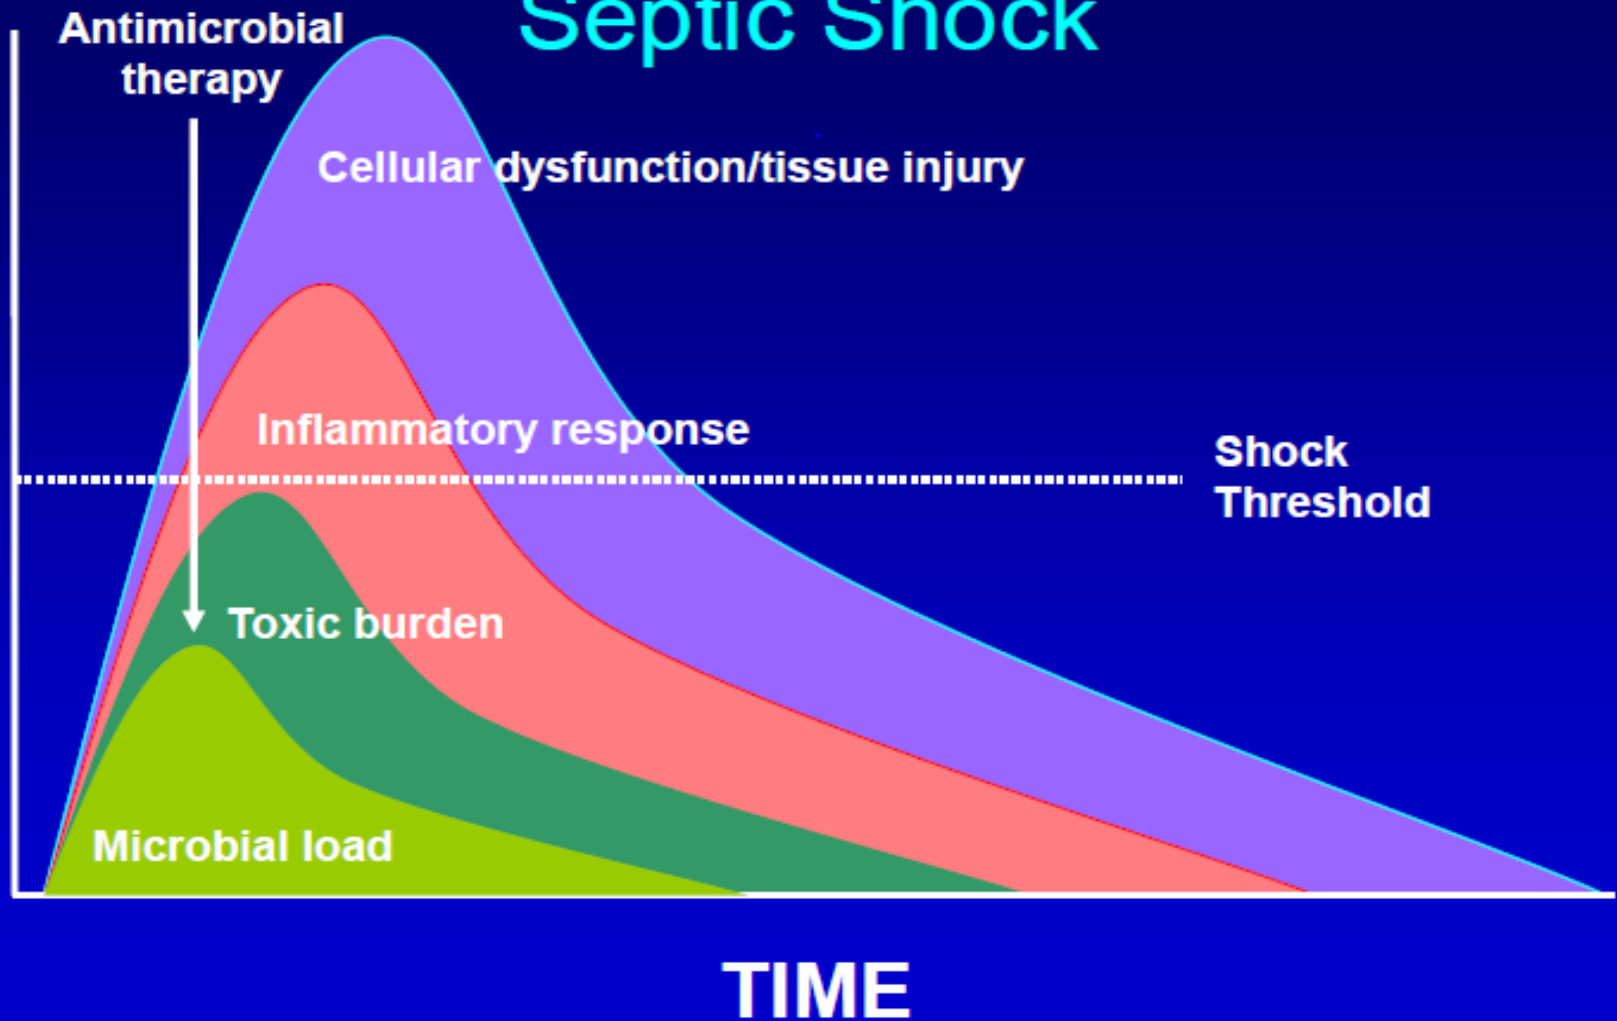 Septic Shock
Antimicrobial
therapy
Cellular dysfunction/tissue injury
Inflammatory response
Shock
Threshold
Toxic burden
Microbial load
TIME